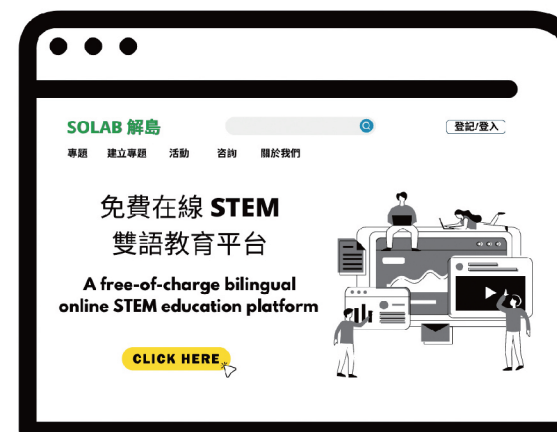 SOLAB 解島
登記/登入
專題 建立專題 活動 咨詢 關於我們
免費在線 STEM
雙語教育平台
A free-of-charge bilingual
online STEM education platform
CLICK HERE